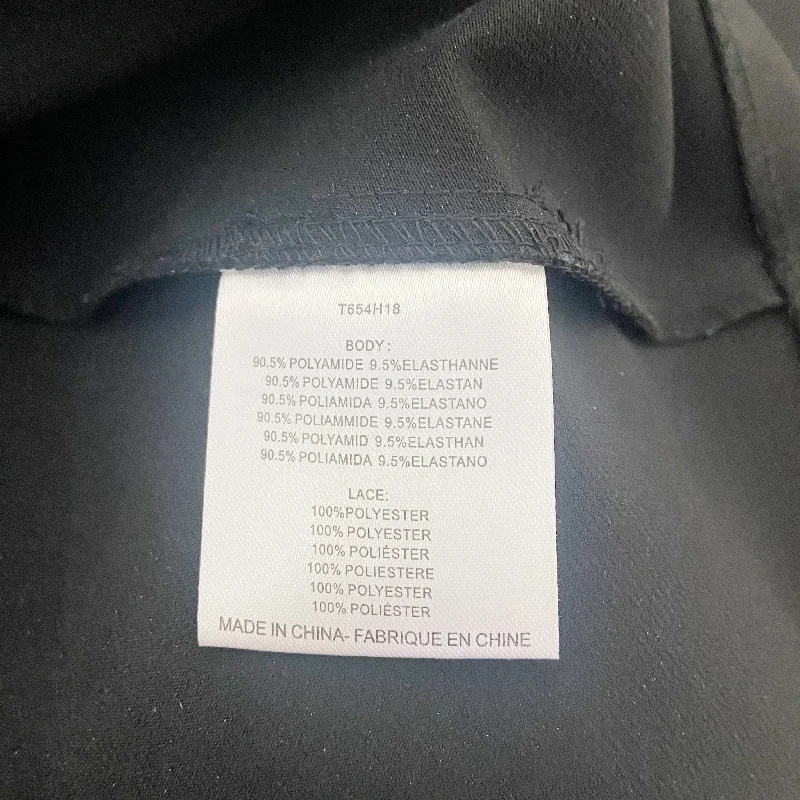 T654H18
BODY:
90.5% POLYAMIDE 9.5%ELASTHANNE
90.5% POLYAMIDE 9.5%ELASTAN
90.5% POLIAMIDA 9.5%ELASTANO
90.5% POLIAMMIDE 9.5%ELASTANE
90.5% POLYAMID 9.5%ELASTHAN
90.5% POLIAMIDA 9.5%ELASTANO
LACE:
100%POLYESTER
100% POLYESTER
100% POLIÉSTER
100% POLIESTERE
100% POLYESTER
100% POLIÉSTER
MADE IN CHINA- FABRIQUE EN CHINE